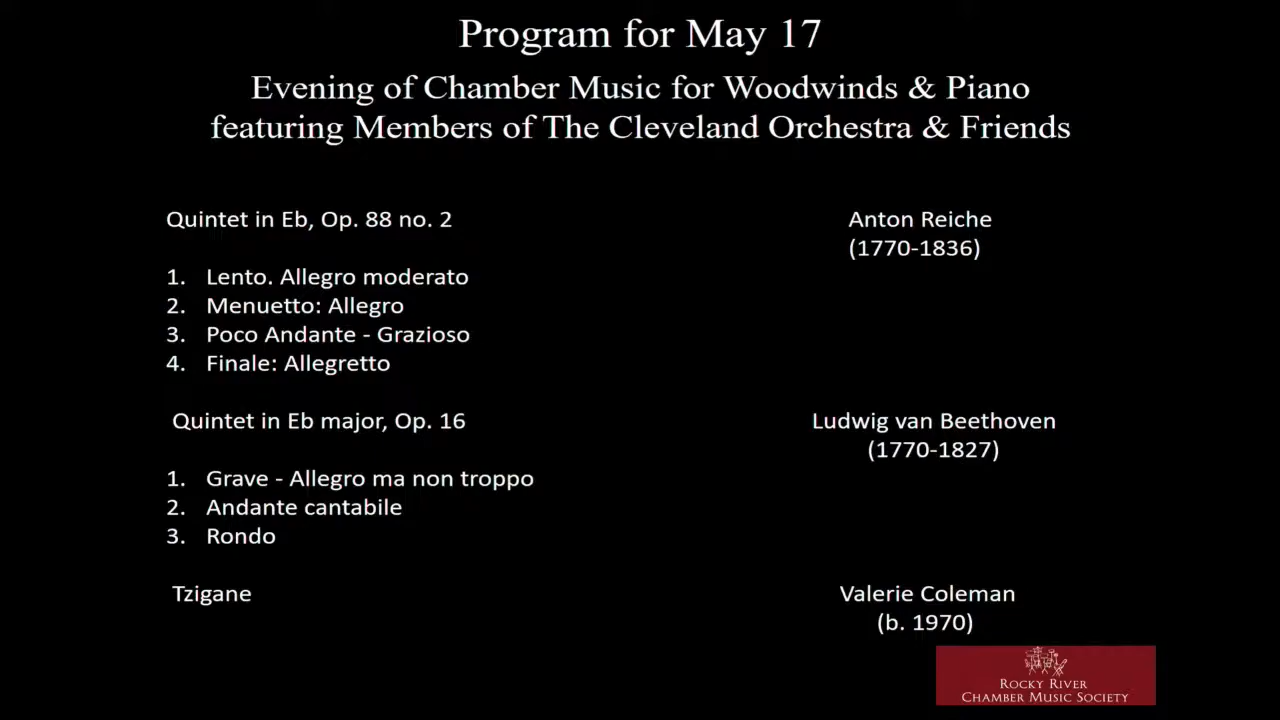 Program for May 17
Evening of Chamber Music for Woodwinds & Piano
featuring Members of The Cleveland Orchestra & Friends
Quintet in Eb, Op. 88 no. 2 Anton Reiche
(1770-1836)
1. Lento. Allegro moderato
2. Menuetto: Allegro
3. Poco Andante - Grazioso
4. Finale: Allegretto
Quintet in Eb major, Op. 16 Ludwig van Beethoven
(1770-1827)
1. Grave - Allegro ma non troppo
2. Andante cantabile
3. Rondo
Tzigane Valerie Coleman
(b. 1970)
Rocky River
Chamber Music Society